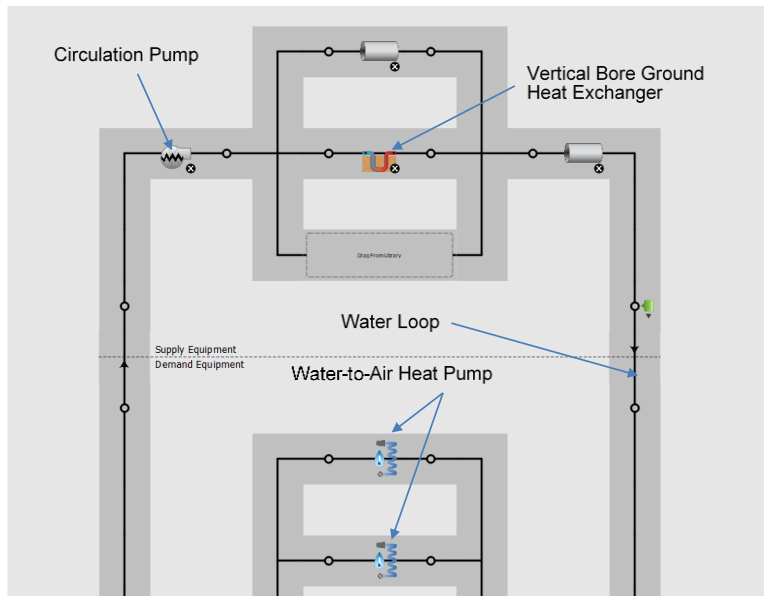 Circulation Pump
Vertical Bore Ground
Heat Exchanger
Drag From Library
Water Loop
Supply Equipment
Demand Equipment
Water-to-Air Heat Pump